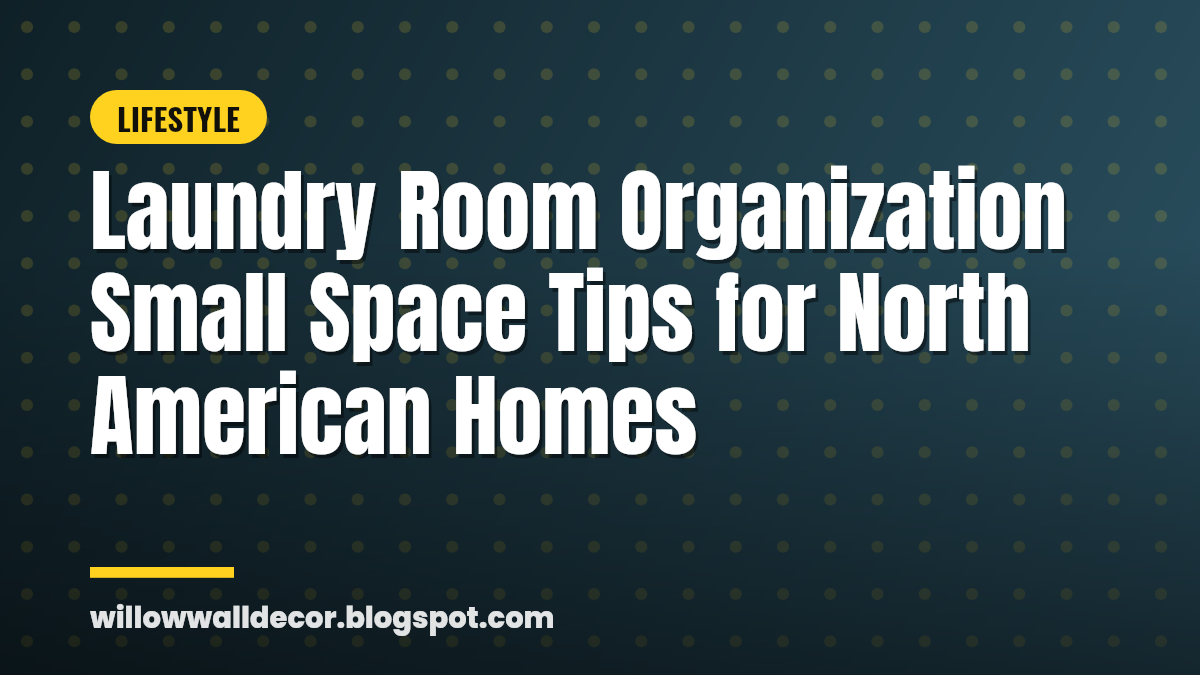 LIFESTYLE
Laundry Room Organization
Small Space Tips for North
American Homes
willowwalldecor.blogspot.com